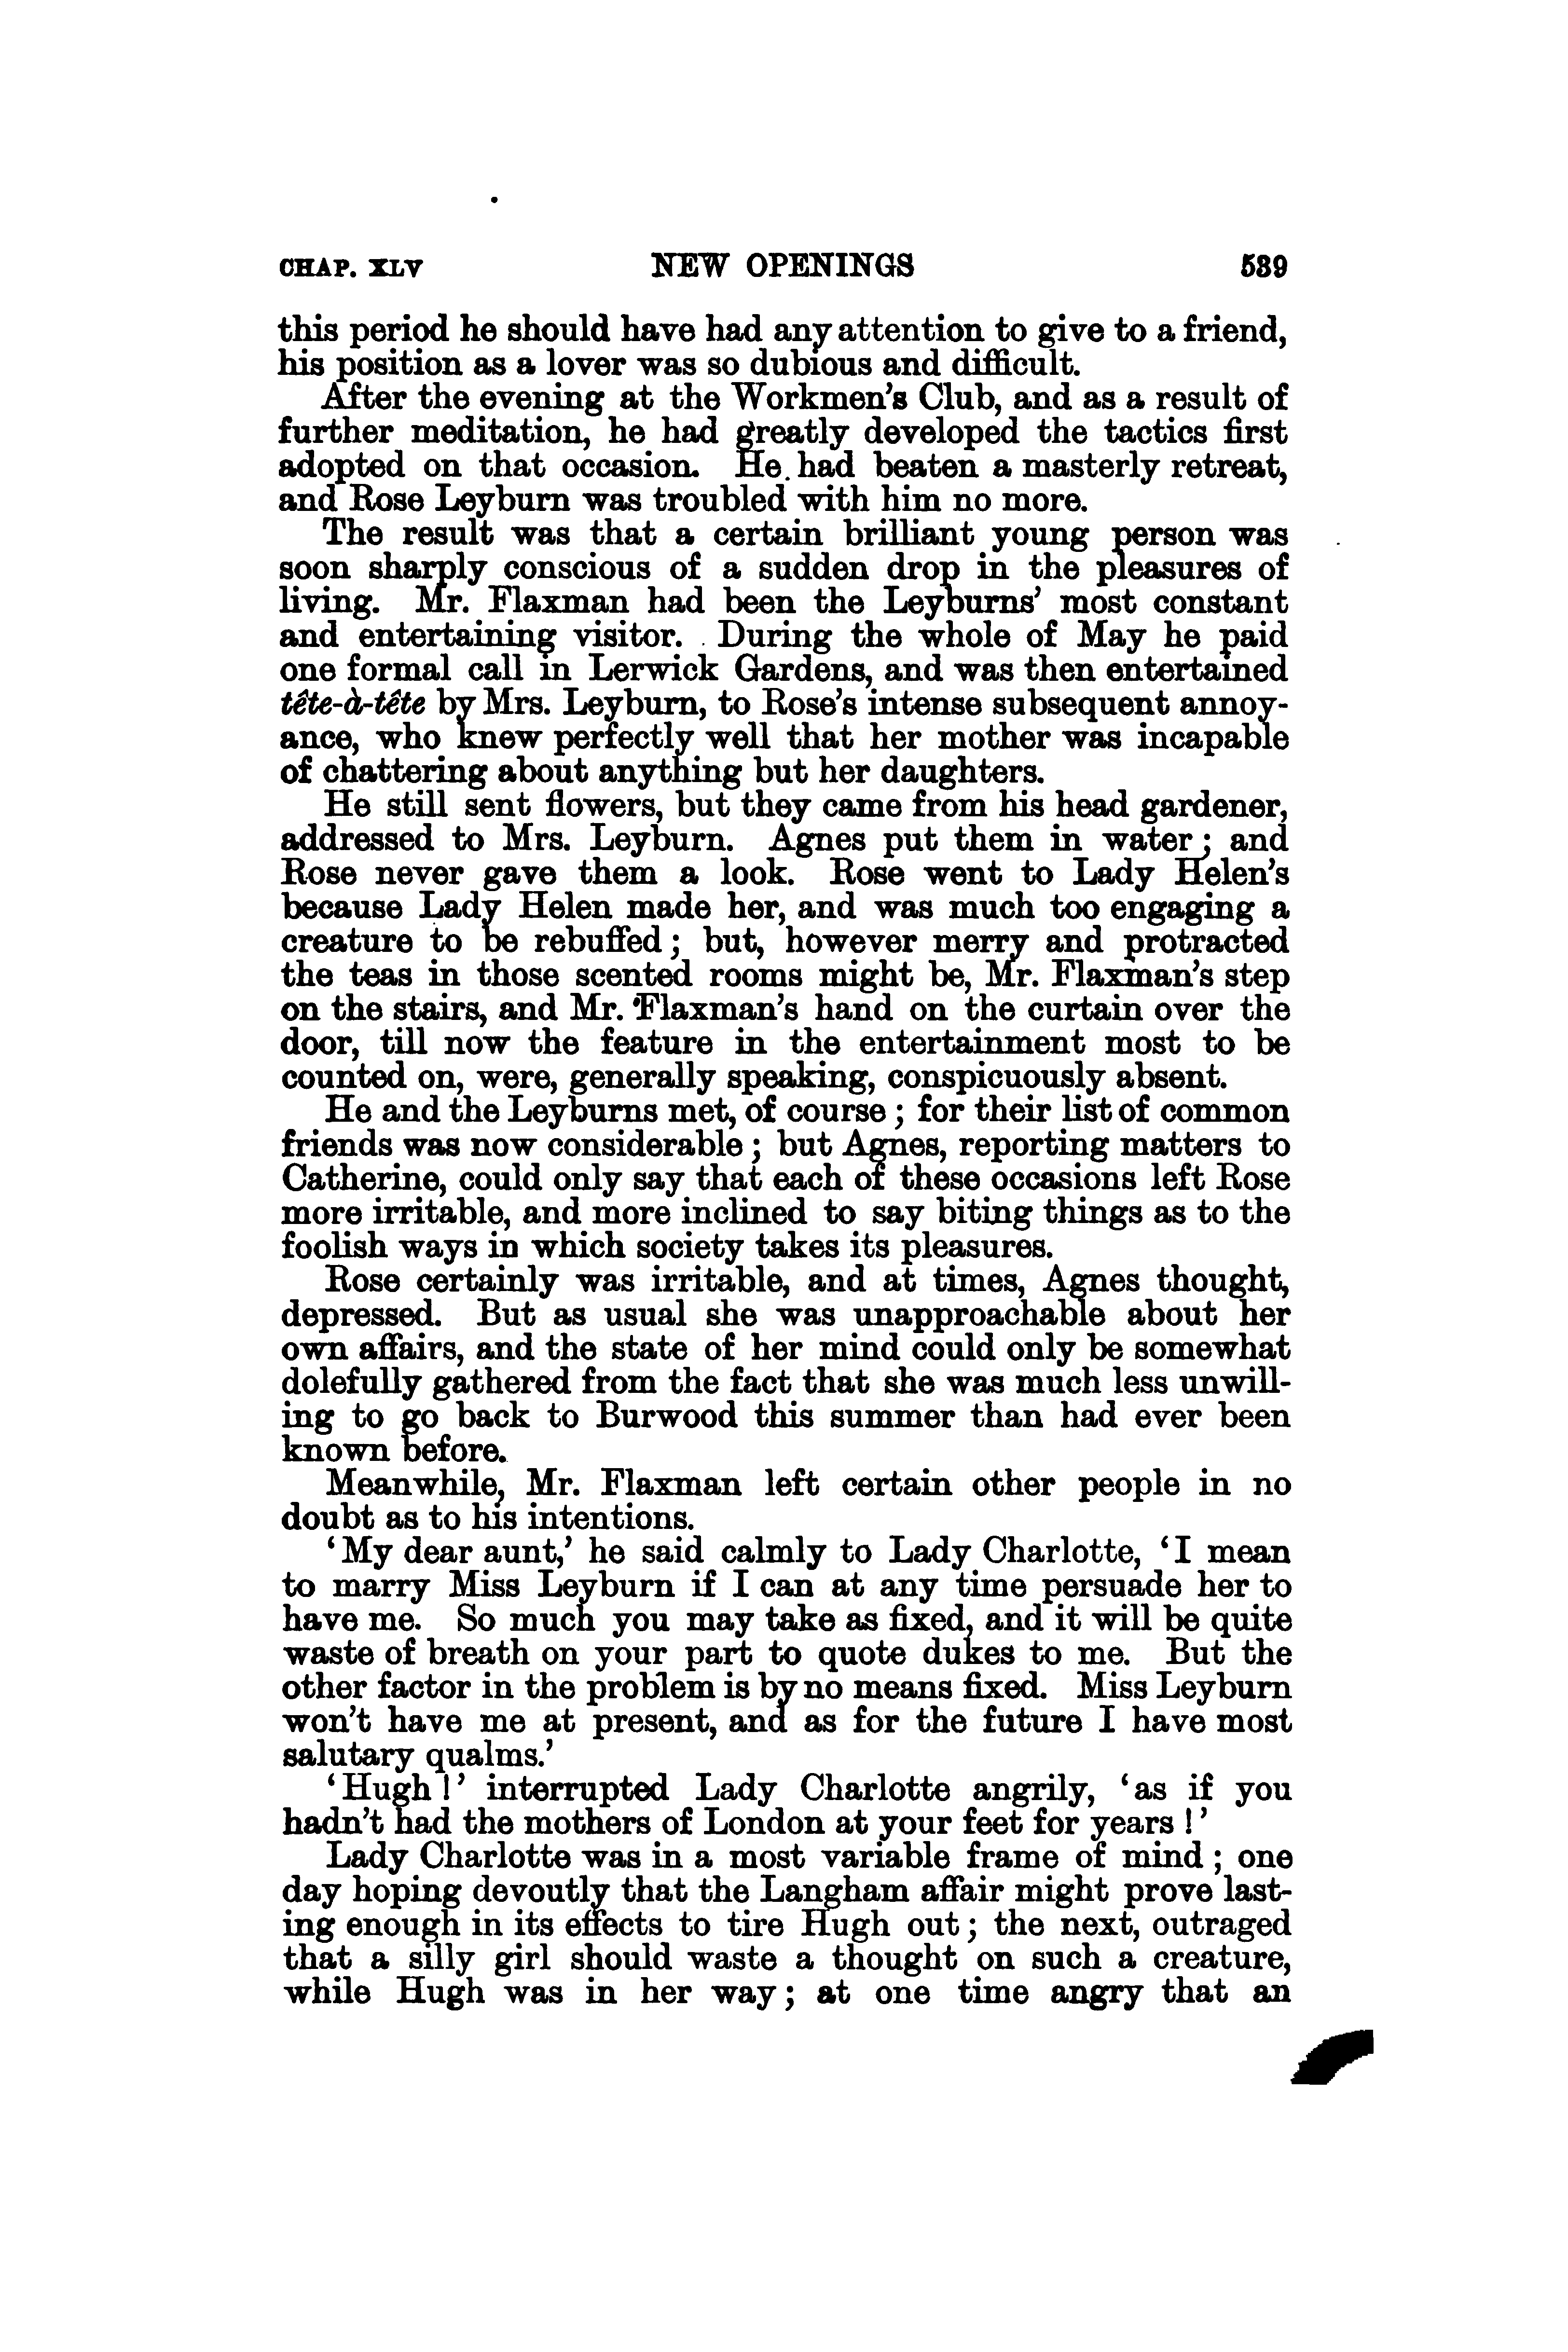 CHAP. XLV NEW OPENINGS 539
this period he should have had any attention to give to a friend,
his position as a lover was so dubious and difficult.
After the evening at the Workmen's Club, and as a result of
further meditation, he had greatly developed the tactics first
adopted on that occasion. He had beaten a masterly retreat,
and Rose Leyburn was troubled with him no more.
The result was that a certain brilliant young person was
soon sharply conscious of a sudden drop in the pleasures of
living. Mr. Flaxman had been the Leyburns' most constant
and entertaining visitor. During the whole of May he paid
one formal call in Lerwick Gardens, and was then entertained
tête-à-tête by Mrs. Leyburn, to Rose's intense subsequent annoy-
ance, who knew perfectly well that her mother was incapable
of chattering about anything but her daughters.
He still sent flowers, but they came from his head gardener,
addressed to Mrs. Leyburn. Agnes put them in water; and
Rose never gave them a look. Rose went to Lady Helen's
because Lady Helen made her, and was much too engaging a
creature to be rebuffed; but, however merry and protracted
the teas in those scented rooms might be, Mr. Flaxman's step
on the stairs, and Mr. Flaxman's hand on the curtain over the
door, till now the feature in the entertainment most to be
counted on, were, generally speaking, conspicuously absent.
He and the Leyburns met, of course; for their list of common
friends was now considerable; but Agnes, reporting matters to
Catherine, could only say that each of these occasions left Rose
more irritable, and more inclined to say biting things as to the
foolish ways in which society takes its pleasures.
Rose certainly was irritable, and at times, Agnes thought,
depressed. But as usual she was unapproachable about her
own affairs, and the state of her mind could only be somewhat
dolefully gathered from the fact that she was much less unwill-
ing to go back to Burwood this summer than had ever been
known before.
Meanwhile, Mr. Flaxman left certain other people in no
doubt as to his intentions.
'My dear aunt,' he said calmly to Lady Charlotte, 'I mean
to marry Miss Leyburn if I can at any time persuade her to
have me. So much you may take as fixed, and it will be quite
waste of breath on your part to quote dukes to me. But the
other factor in the problem is by no means fixed. Miss Leyburn
won't have me at present, and as for the future I have most
salutary qualms.'
'Hugh!' interrupted Lady Charlotte angrily, 'as if you
hadn't had the mothers of London at your feet for years!'
Lady Charlotte was in a most variable frame of mind; one
day hoping devoutly that the Langham affair might prove last-
ing enough in its effects to tire Hugh out; the next, outraged
that a silly girl should waste a thought on such a creature,
while Hugh was in her way; at one time angry that an